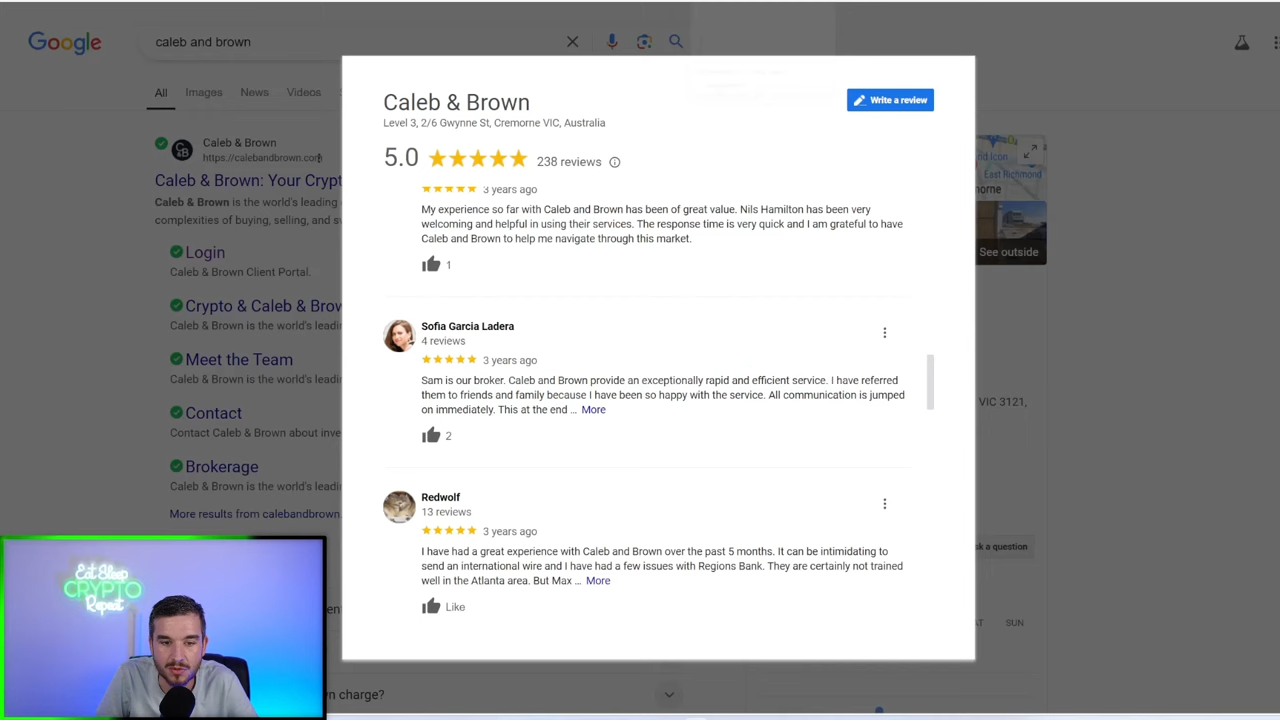 Google
caleb and brown
All
Images
News
Videos
Caleb & Brown
https://calebandbrown.com
Caleb & Brown: Your Crypt
Caleb & Brown is the world's leading
complexities of buying, selling, and
Login
Caleb & Brown Client Portal.
Crypto & Caleb & Brow
Caleb & Brown is the world's leadi
Meet the Team
Caleb & Brown is the world's leadi
Contact
Contact Caleb & Brown about inve
Brokerage
Caleb & Brown is the world's leadi
More results from calebandbrown.
Caleb & Brown
Write a review
Level 3, 2/6 Gwynne St, Cremorne VIC, Australia
5.0
238 reviews
3 years ago
My experience so far with Caleb and Brown has been of great value. Nils Hamilton has been very
welcoming and helpful in using their services. The response time is very quick and I am grateful to have
Caleb and Brown to help me navigate through this market.
1
Sofia Garcia Ladera
4 reviews
3 years ago
Sam is our broker. Caleb and Brown provide an exceptionally rapid and efficient service. I have referred
them to friends and family because I have been so happy with the service. All communication is jumped
on immediately. This at the end ... More
2
Redwolf
13 reviews
3 years ago
I have had a great experience with Caleb and Brown over the past 5 months. It can be intimidating to
send an international wire and I have had a few issues with Regions Bank. They are certainly not trained
well in the Atlanta area. But Max ... More
Like
East Richmond
See outside
VIC 3121,
k a question
SUN
n charge?
Eat Sleep
CRYPTO
Repeat